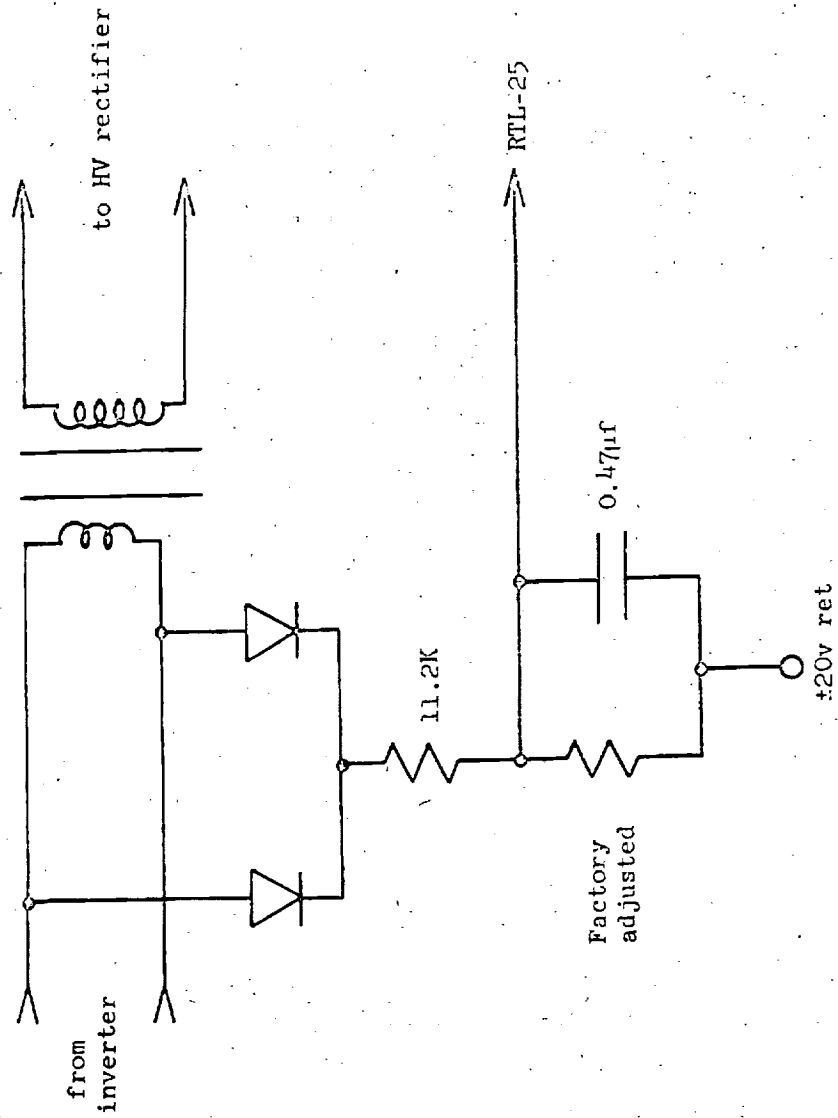 from
inverter
to HV rectifier
11.2K
RTL-25
0.47µf
Factory
adjusted
±20v ret